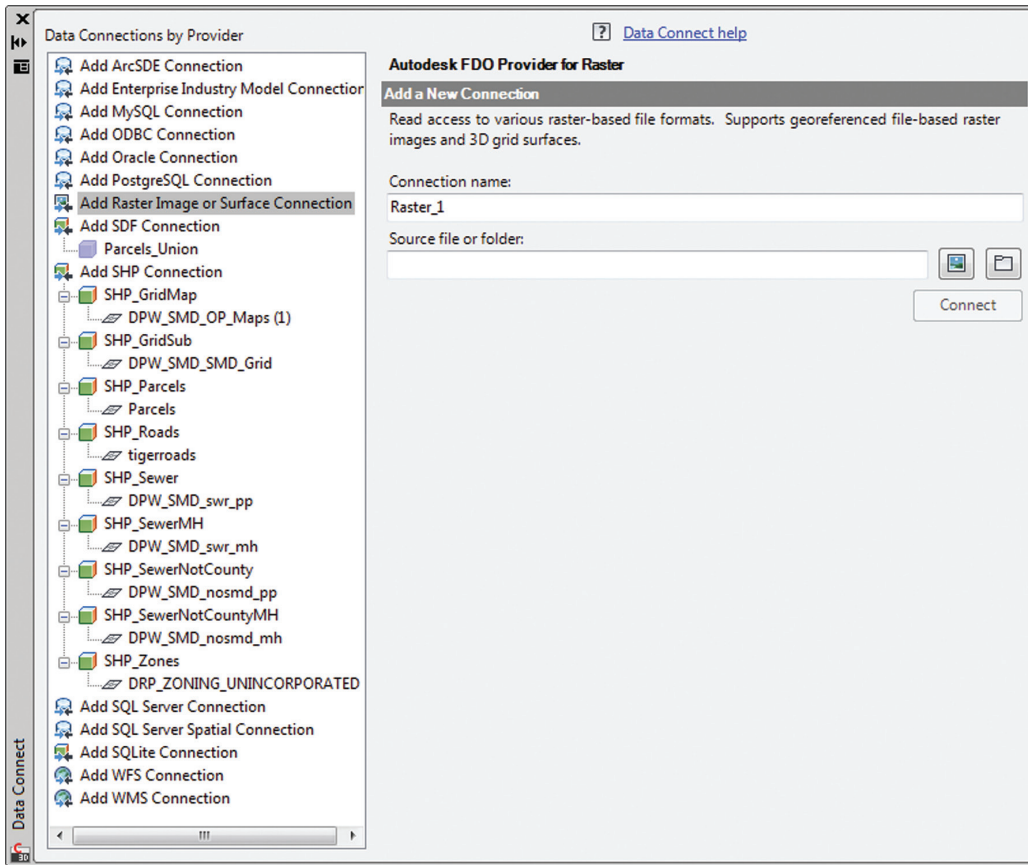 Data Connections by Provider
Add ArcSDE Connection
Add Enterprise Industry Model Connection
Add MySQL Connection
Add ODBC Connection
Add Oracle Connection
Add PostgreSQL Connection
Add Raster Image or Surface Connection
Add SDF Connection
Parcels_Union
Add SHP Connection
SHP_GridMap
DPW_SMD_OP_Maps (1)
SHP_GridSub
DPW_SMD_SMD_Grid
SHP_Parcels
Parcels
SHP_Roads
tigerroads
SHP_Sewer
DPW_SMD_swr_pp
SHP_SewerMH
DPW_SMD_swr_mh
SHP_SewerNotCounty
DPW_SMD_nosmd_pp
SHP_SewerNotCountyMH
DPW_SMD_nosmd_mh
SHP_Zones
DRP_ZONING_UNINCORPORATED
Add SQL Server Connection
Add SQL Server Spatial Connection
Add SQLite Connection
Add WFS Connection
Add WMS Connection
? Data Connect help
Autodesk FDO Provider for Raster
Add a New Connection
Read access to various raster-based file formats. Supports georeferenced file-based raster
images and 3D grid surfaces.
Connection name:
Raster_1
Source file or folder:
Connect
Data Connect
C3D